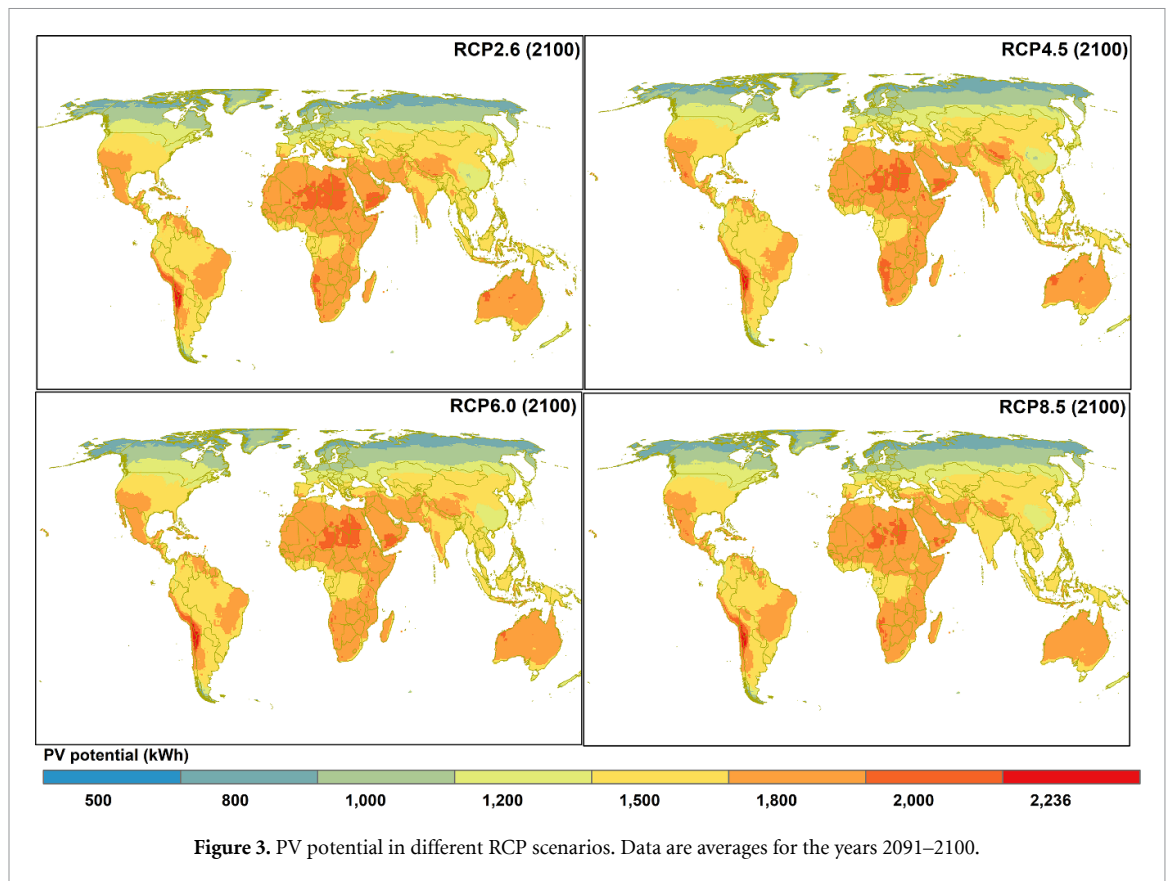 RCP2.6 (2100)
RCP4.5 (2100)
RCP6.0 (2100)
RCP8.5 (2100)
PV potential (kWh)
500 800 1,000 1,200 1,500 1,800 2,000 2,236
Figure 3. PV potential in different RCP scenarios. Data are averages for the years 2091–2100.